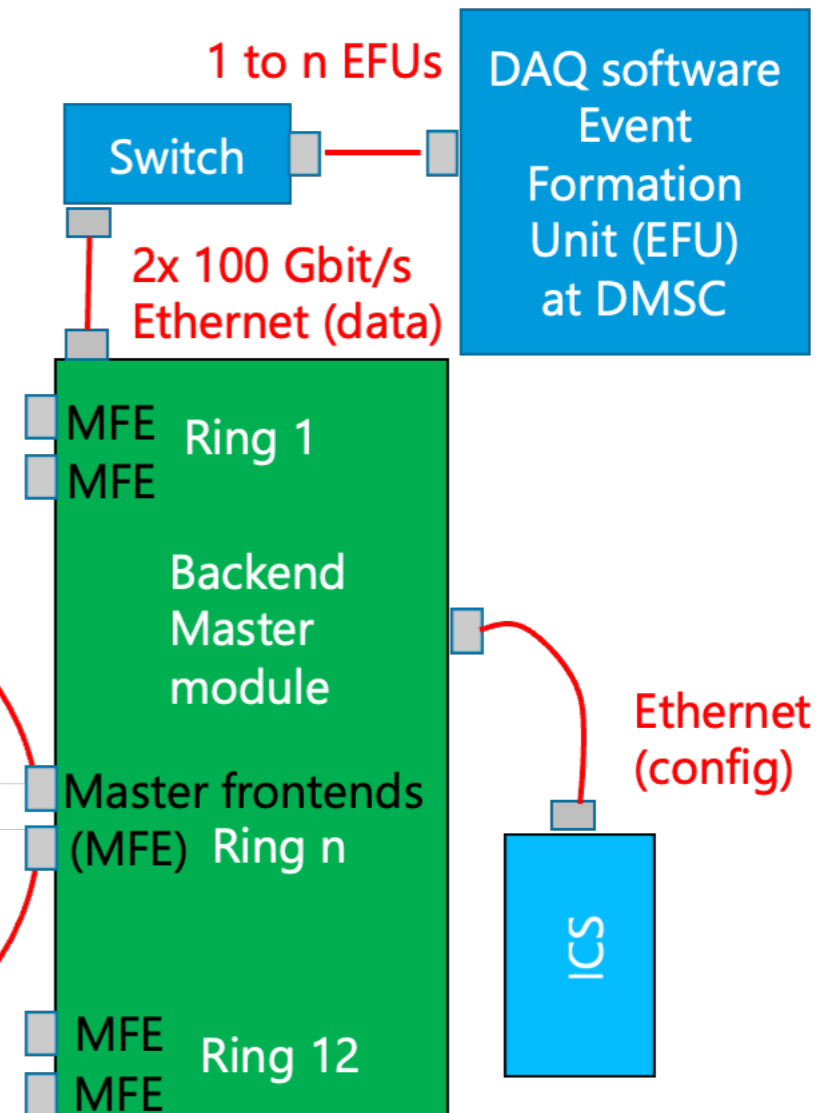 1 to n EFUs
DAQ software
Event
Formation
Unit (EFU)
at DMSC
Switch
2x 100 Gbit/s
Ethernet (data)
MFE
Ring 1
MFE
Backend
Master
module
Ethernet
(config)
Master frontends
(MFE)
Ring n
ICS
MFE
Ring 12
MFE